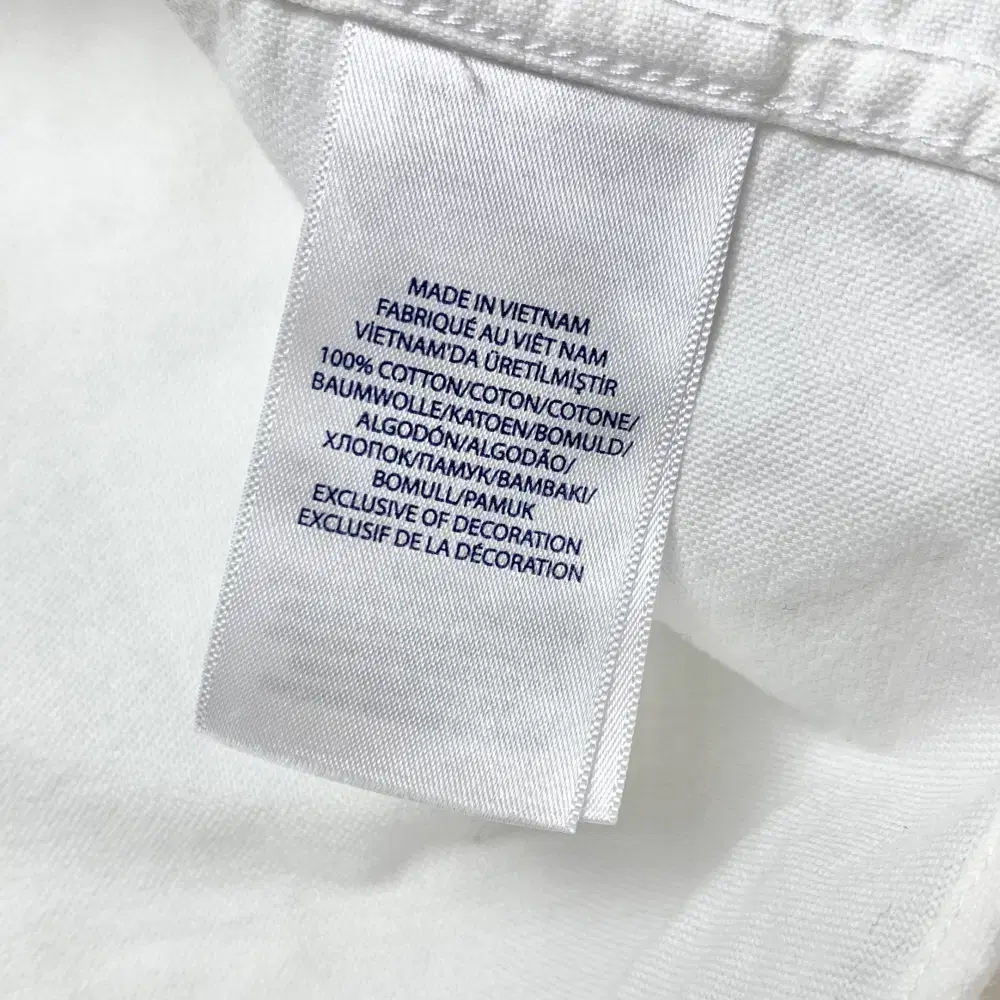 MADE IN VIETNAM
FABRIQUÉ AU VIÊT NAM
VİETNAM'DA ÜRETİLMİŞTİR
100% COTTON/COTON/COTONE/
BAUMWOLLE/KATOEN/BOMULD/
ALGODÓN/ALGODÃO/
ХЛОПОК/ПАМУК/ΒΑΜΒΑΚΙ/
BOMULL/PAMUK
EXCLUSIVE OF DECORATION
EXCLUSIF DE LA DÉCORATION